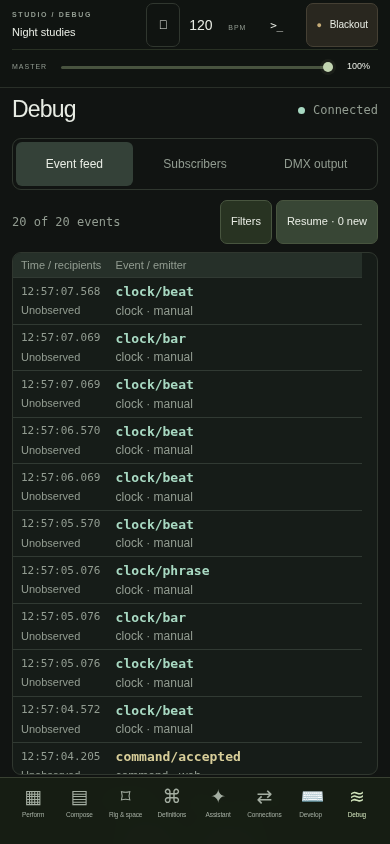 STUDIO / DEBUG
Night studies
120 BPM >_ Blackout
MASTER 100%
Debug Connected
Event feed Subscribers DMX output
20 of 20 events Filters Resume · 0 new
Time / recipients Event / emitter
12:57:07.568 clock/beat
Unobserved clock · manual
12:57:07.069 clock/bar
Unobserved clock · manual
12:57:07.069 clock/beat
Unobserved clock · manual
12:57:06.570 clock/beat
Unobserved clock · manual
12:57:06.069 clock/beat
Unobserved clock · manual
12:57:05.570 clock/beat
Unobserved clock · manual
12:57:05.076 clock/phrase
Unobserved clock · manual
12:57:05.076 clock/bar
Unobserved clock · manual
12:57:05.076 clock/beat
Unobserved clock · manual
12:57:04.572 clock/beat
Unobserved clock · manual
12:57:04.205 command/accepted
Unobserved command · web
Perform Compose Rig & space Definitions Assistant Connections Develop Debug